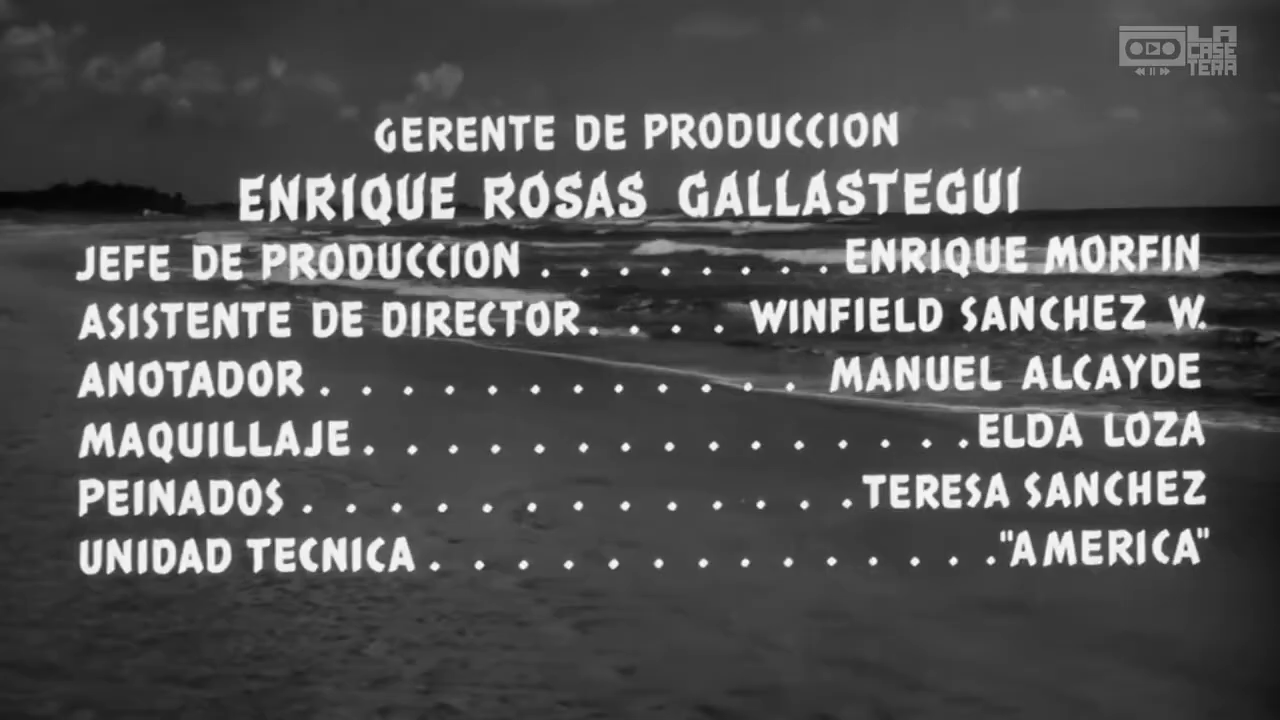 LA
CASE
TERA
GERENTE DE PRODUCCION
ENRIQUE ROSAS GALLASTEGUI
JEFE DE PRODUCCION . . . . . . . . ENRIQUE MORFIN
ASISTENTE DE DIRECTOR. . . . WINFIELD SANCHEZ W.
ANOTADOR . . . . . . . . . . . . MANUEL ALCAYDE
MAQUILLAJE . . . . . . . . . . . . . . ELDA LOZA
PEINADOS . . . . . . . . . . . . . TERESA SANCHEZ
UNIDAD TECNICA . . . . . . . . . . . . . "AMERICA"